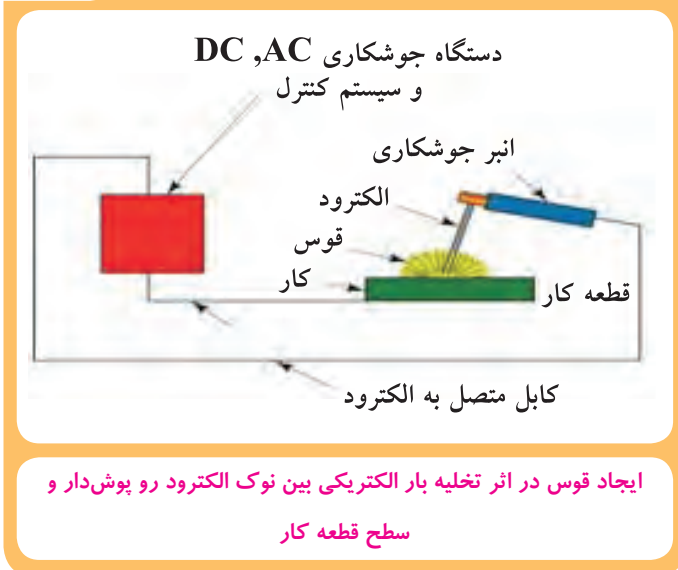 دستگاه جوشکاری DC ,AC
و سیستم کنترل
انبر جوشکاری
الکترود
قوس
کار
قطعه کار
کابل متصل به الکترود
ایجاد قوس در اثر تخلیه بار الکتریکی بین نوک الکترود رو پوش‌دار و
سطح قطعه کار